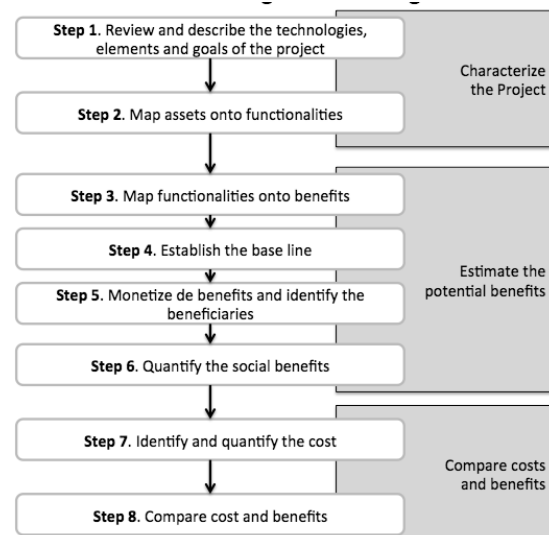 Step 1. Review and describe the technologies,
elements and goals of the project
Characterize
the Project
Step 2. Map assets onto functionalities
Step 3. Map functionalities onto benefits
Step 4. Establish the base line
Estimate the
potential benefits
Step 5. Monetize de benefits and identify the
beneficiaries
Step 6. Quantify the social benefits
Step 7. Identify and quantify the cost
Compare costs
and benefits
Step 8. Compare cost and benefits